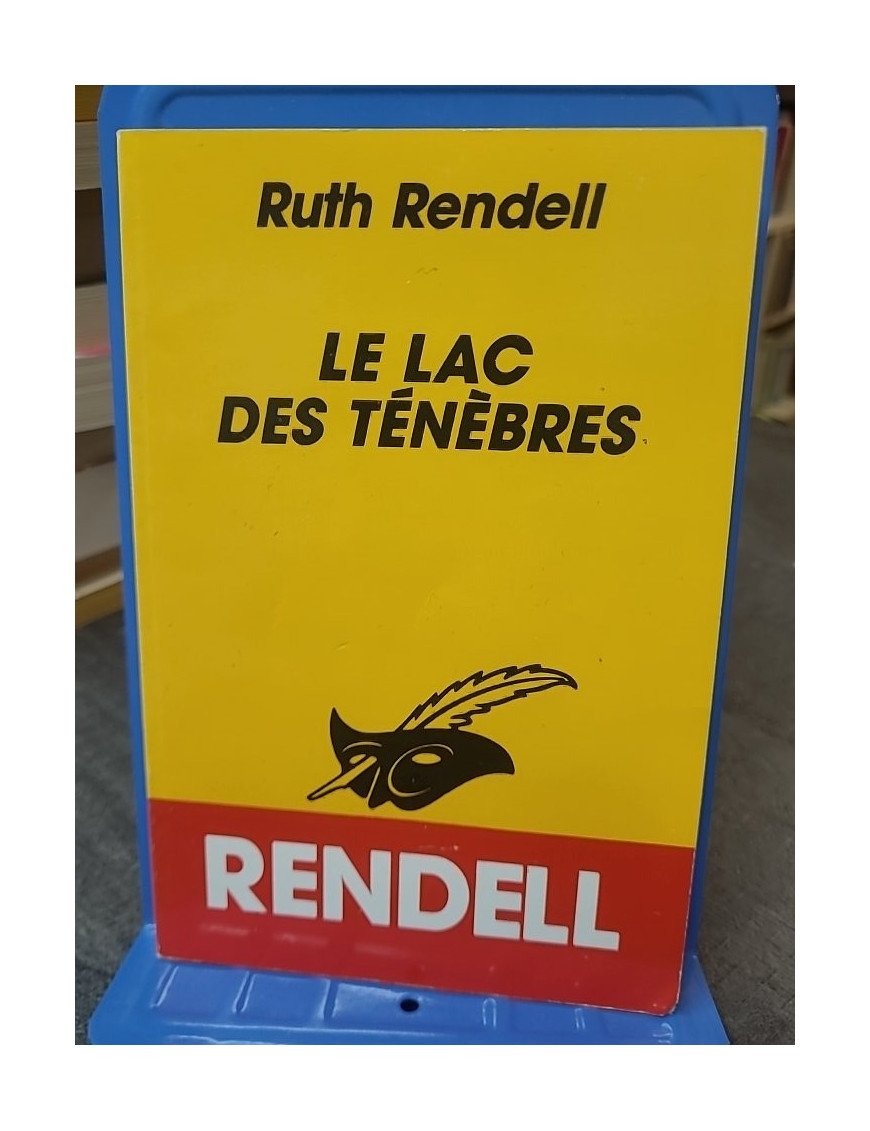 Ruth Rendell
LE LAC
DES TÉNÈBRES
RENDELL